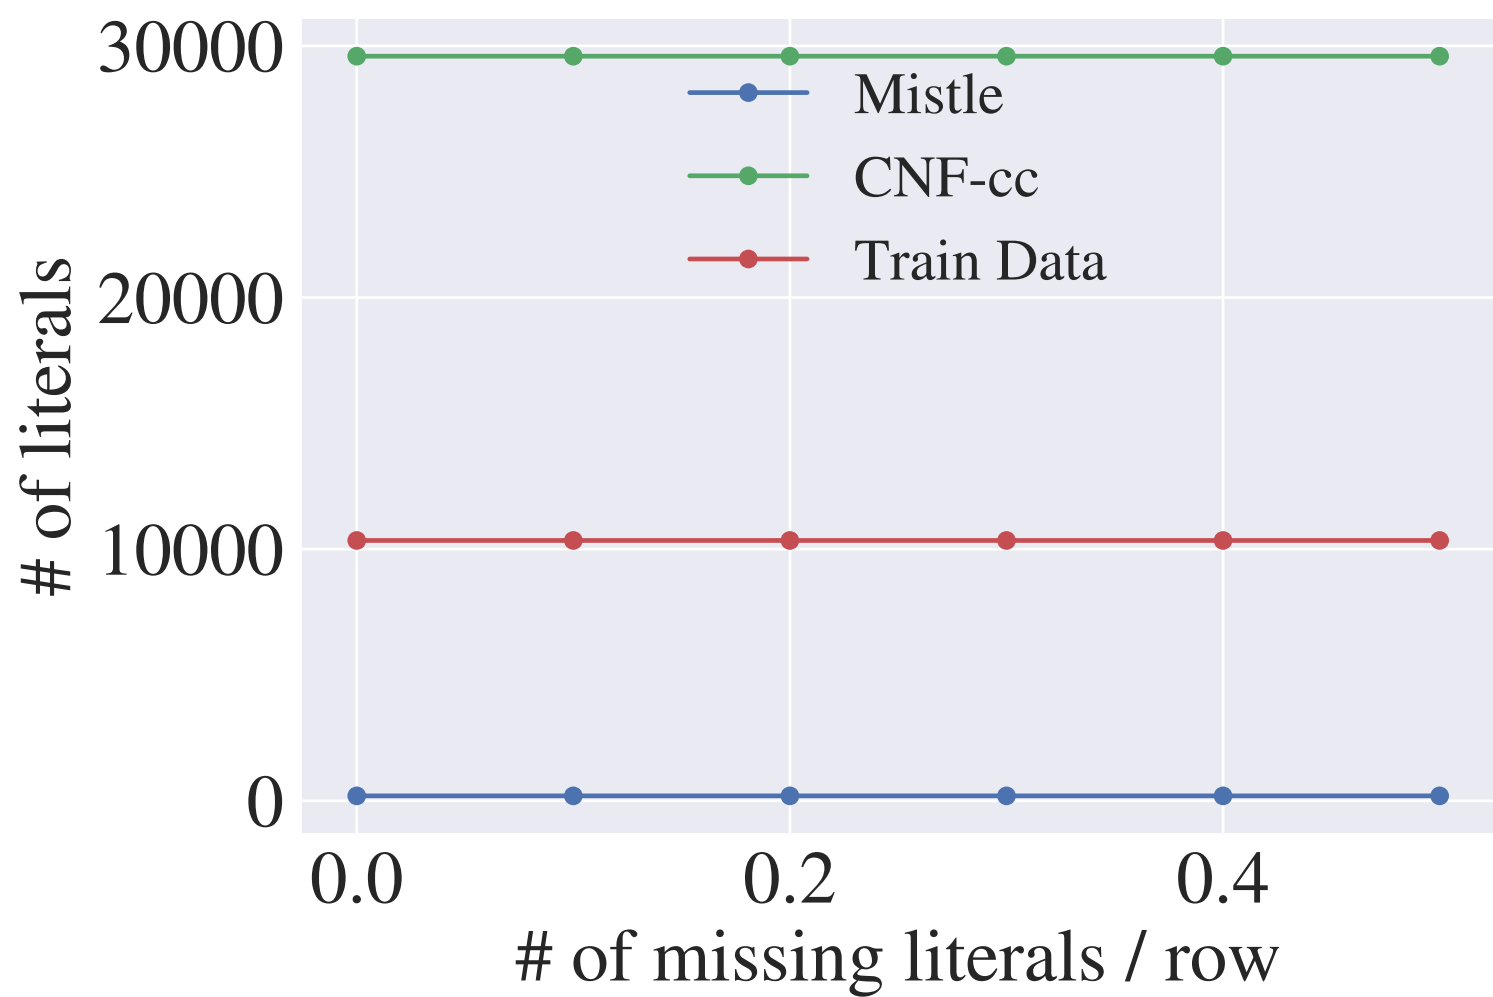 30000
20000
10000
0
# of literals
Mistle
CNF-cc
Train Data
0.0 0.2 0.4
# of missing literals / row